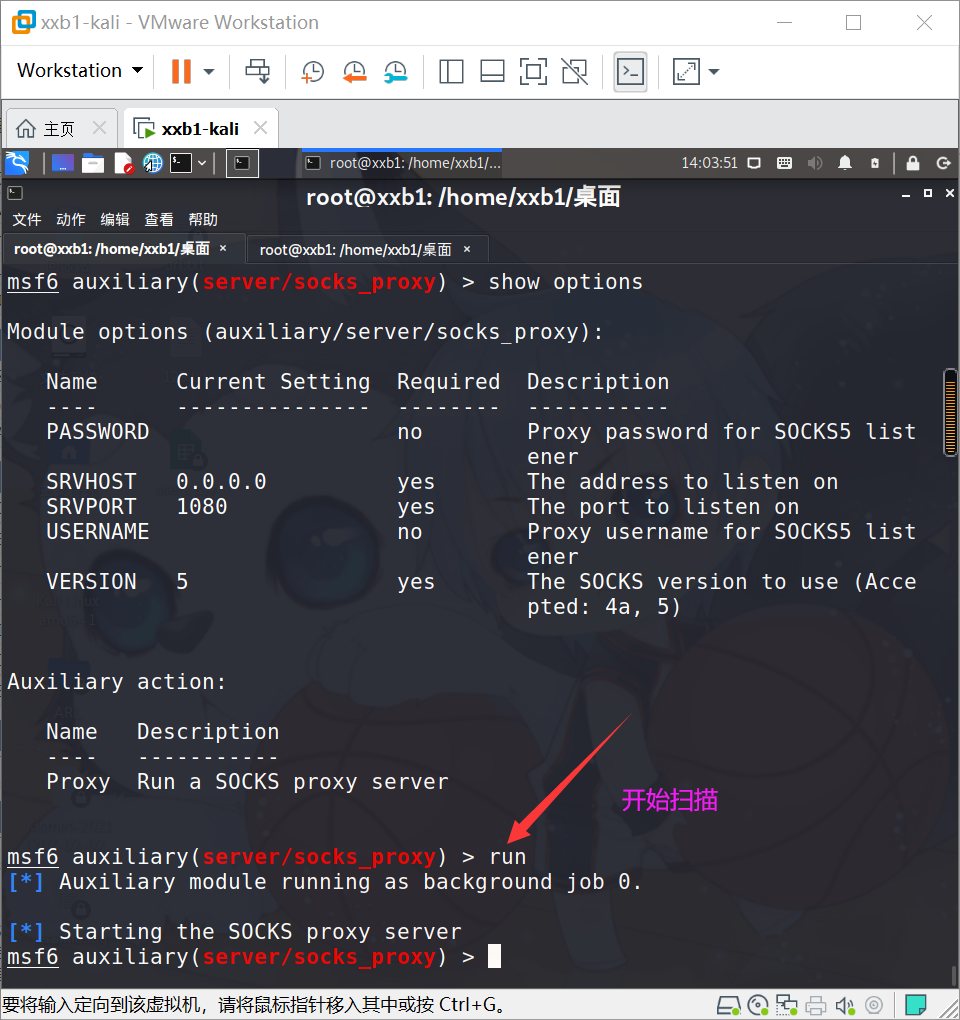 xxb1-kali - VMware Workstation
Workstation
主页
xxb1-kali
root@xxb1: /home/xxb1/...
14:03:51
root@xxb1: /home/xxb1/桌面
文件 动作 编辑 查看 帮助
root@xxb1: /home/xxb1/桌面
root@xxb1: /home/xxb1/桌面
msf6 auxiliary(server/socks_proxy) > show options
Module options (auxiliary/server/socks_proxy):
Name Current Setting Required Description
---- --------------- -------- -----------
PASSWORD no Proxy password for SOCKS5 list
ener
SRVHOST 0.0.0.0 yes The address to listen on
SRVPORT 1080 yes The port to listen on
USERNAME no Proxy username for SOCKS5 list
ener
VERSION 5 yes The SOCKS version to use (Acce
pted: 4a, 5)
Auxiliary action:
Name Description
---- -----------
Proxy Run a SOCKS proxy server
开始扫描
msf6 auxiliary(server/socks_proxy) > run
[*] Auxiliary module running as background job 0.
[*] Starting the SOCKS proxy server
msf6 auxiliary(server/socks_proxy) >
要将输入定向到该虚拟机，请将鼠标指针移入其中或按 Ctrl+G。